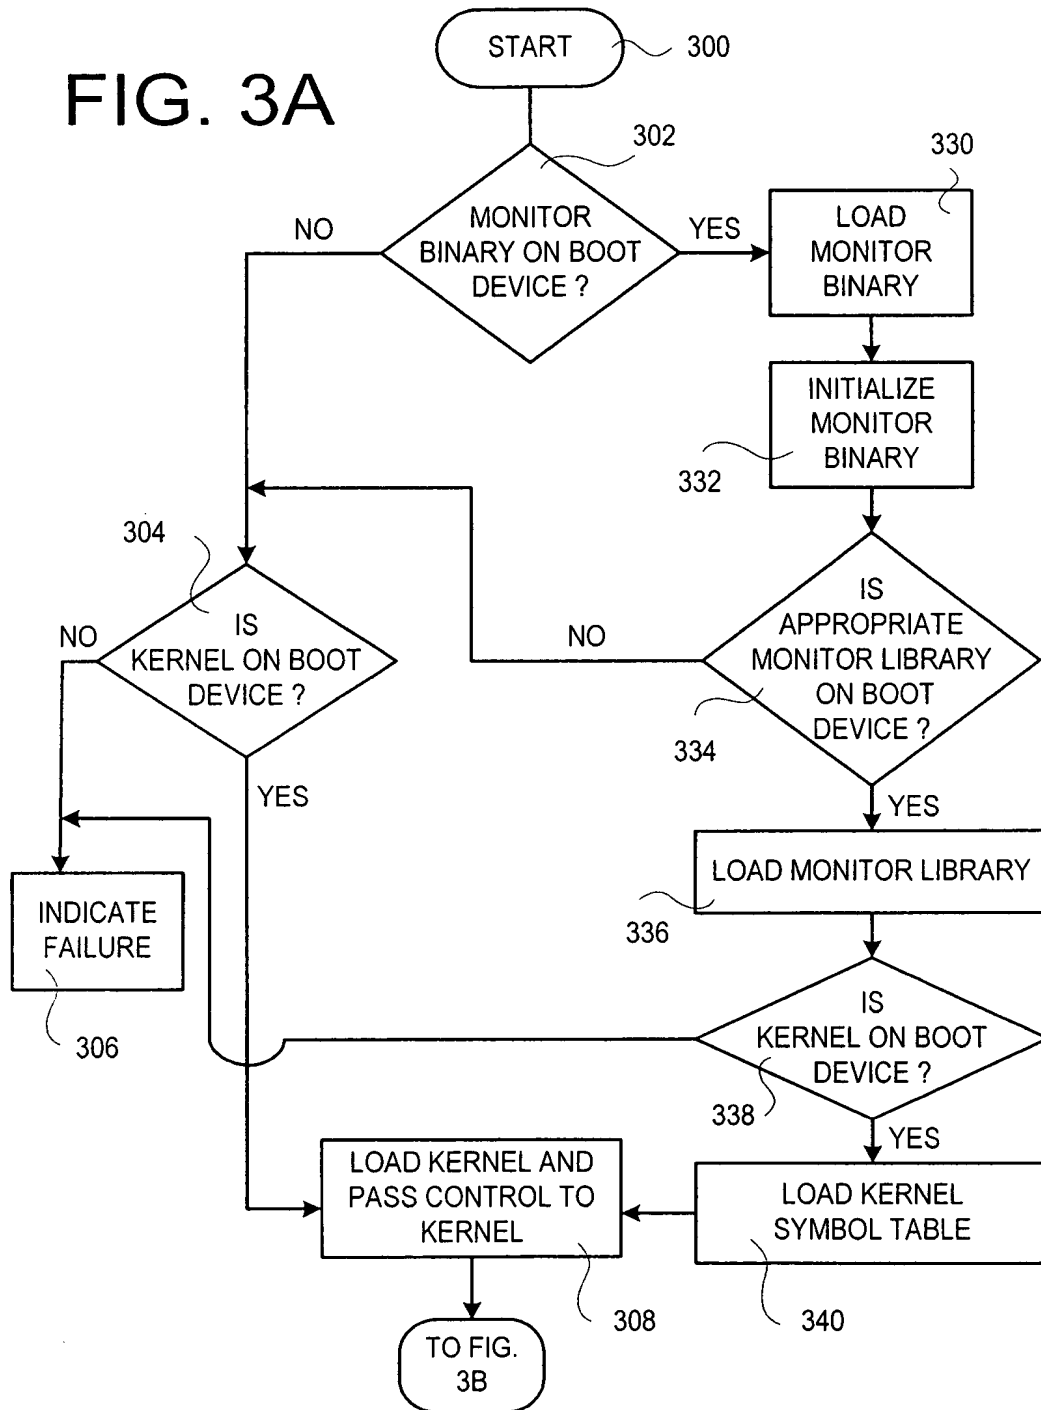 FIG. 3A
START
300
302
MONITOR
BINARY ON BOOT
DEVICE ?
NO
YES
330
LOAD
MONITOR
BINARY
INITIALIZE
MONITOR
BINARY
332
304
IS
KERNEL ON BOOT
DEVICE ?
NO
YES
IS
APPROPRIATE
MONITOR LIBRARY
ON BOOT
DEVICE ?
NO
334
YES
INDICATE
FAILURE
306
LOAD MONITOR LIBRARY
336
IS
KERNEL ON BOOT
DEVICE ?
338
YES
LOAD KERNEL AND
PASS CONTROL TO
KERNEL
308
LOAD KERNEL
SYMBOL TABLE
340
TO FIG.
3B